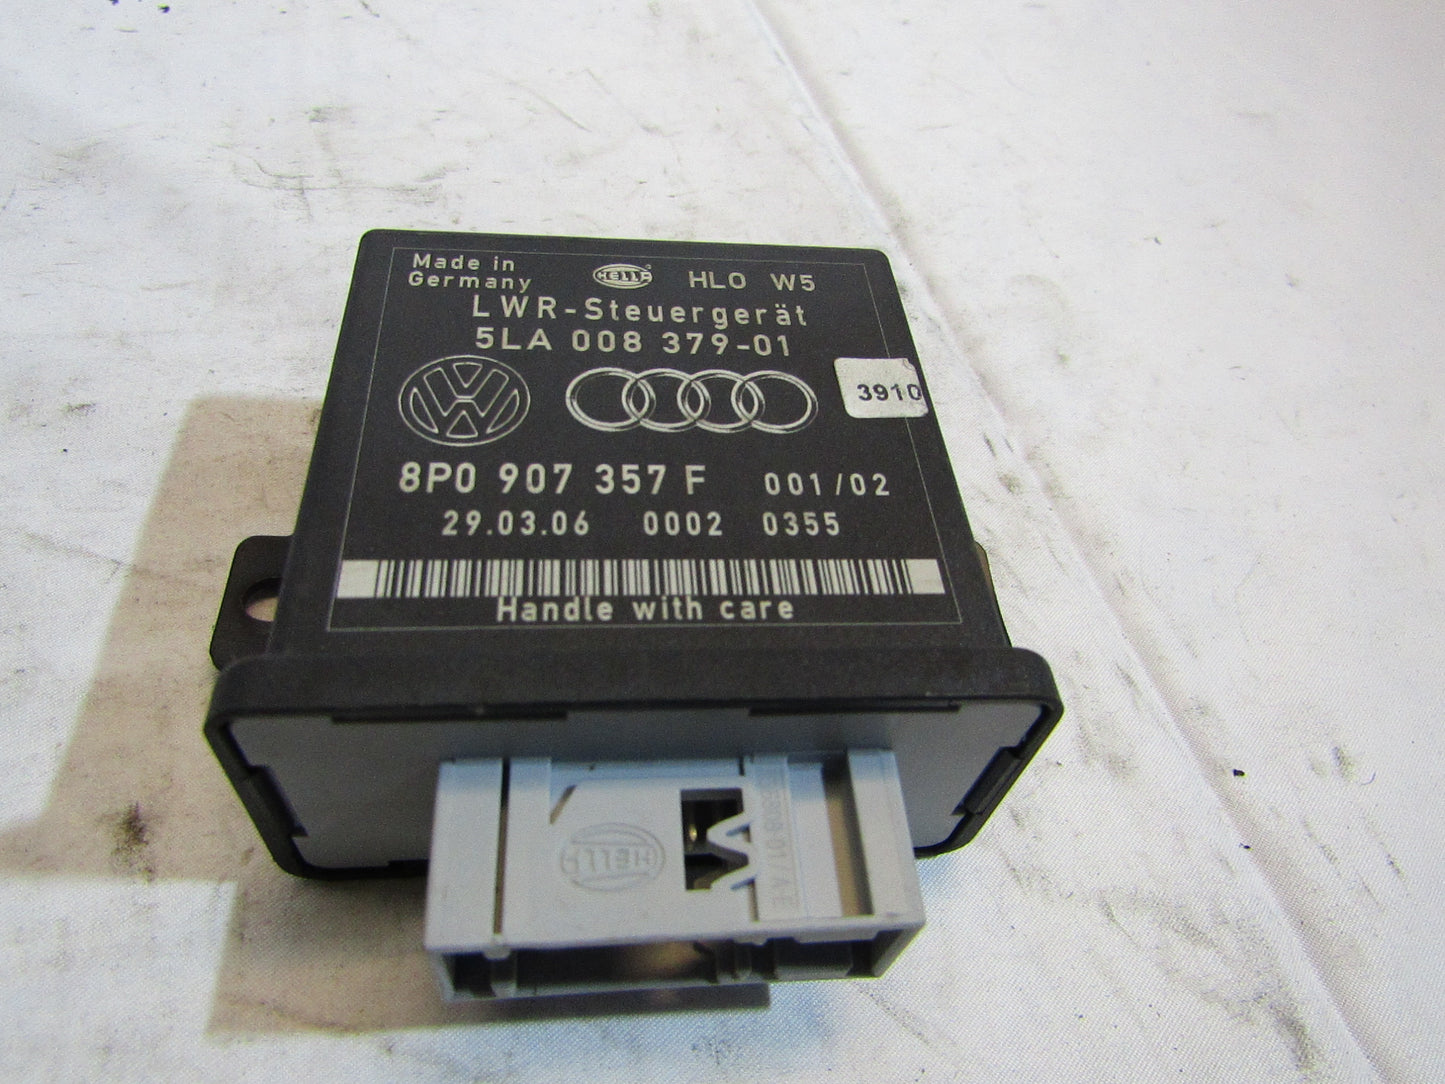 Made in
Germany
HELLA
HLO W5
LWR-Steuergerät
5LA 008 379-01
3910
8P0 907 357 F 001/02
29.03.06 0002 0355
Handle with care
HELLA